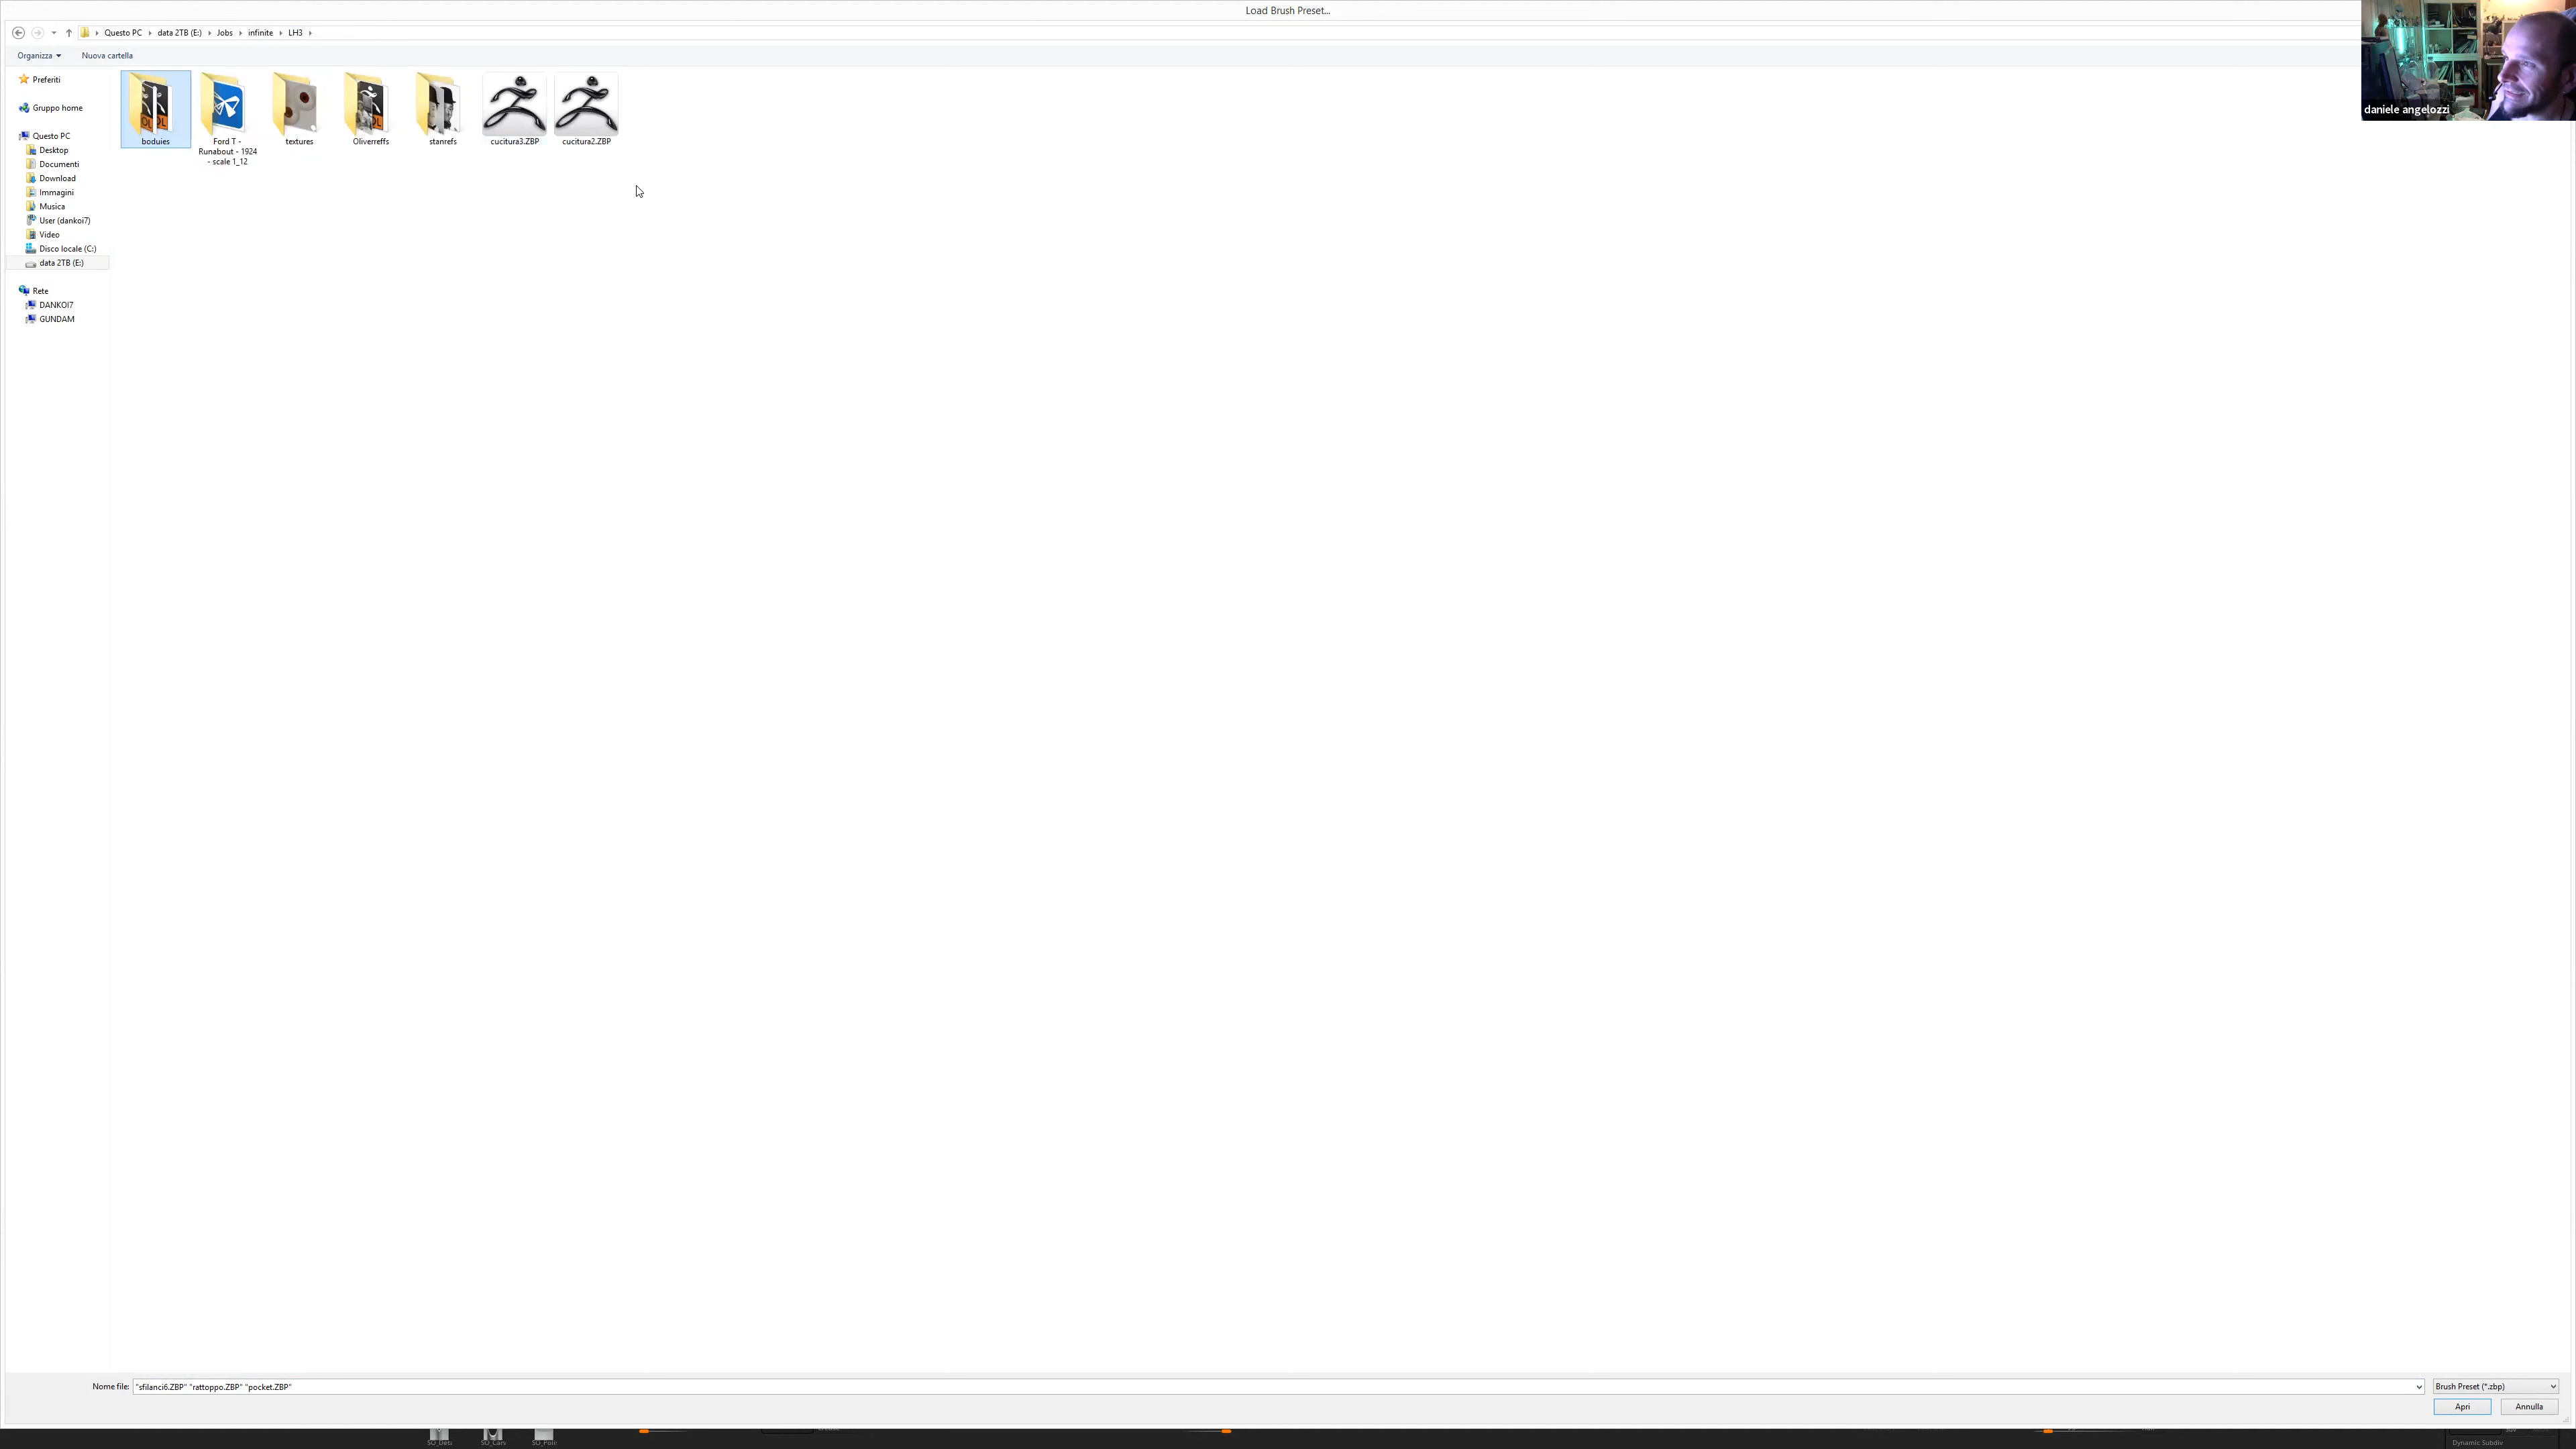 Load Brush Preset...
Questo PC
data 2TB (E:)
Jobs
infinite
LH3
Organizza
Nuova cartella
daniele angelozzi
Preferiti
Gruppo home
Questo PC
Desktop
Documenti
Download
Immagini
Musica
User (dankoi7)
Video
Disco locale (C:)
data 2TB (E:)
Rete
DANKOI7
GUNDAM
boduies
Ford T -
Runabout - 1924
- scale 1_12
textures
Oliverreffs
stanrefs
cucitura3.ZBP
cucitura2.ZBP
Nome file:
"sfilanci6.ZBP" "rattoppo.ZBP" "pocket.ZBP"
Brush Preset (*.zbp)
Apri
Annulla
Dynamic Subdiv